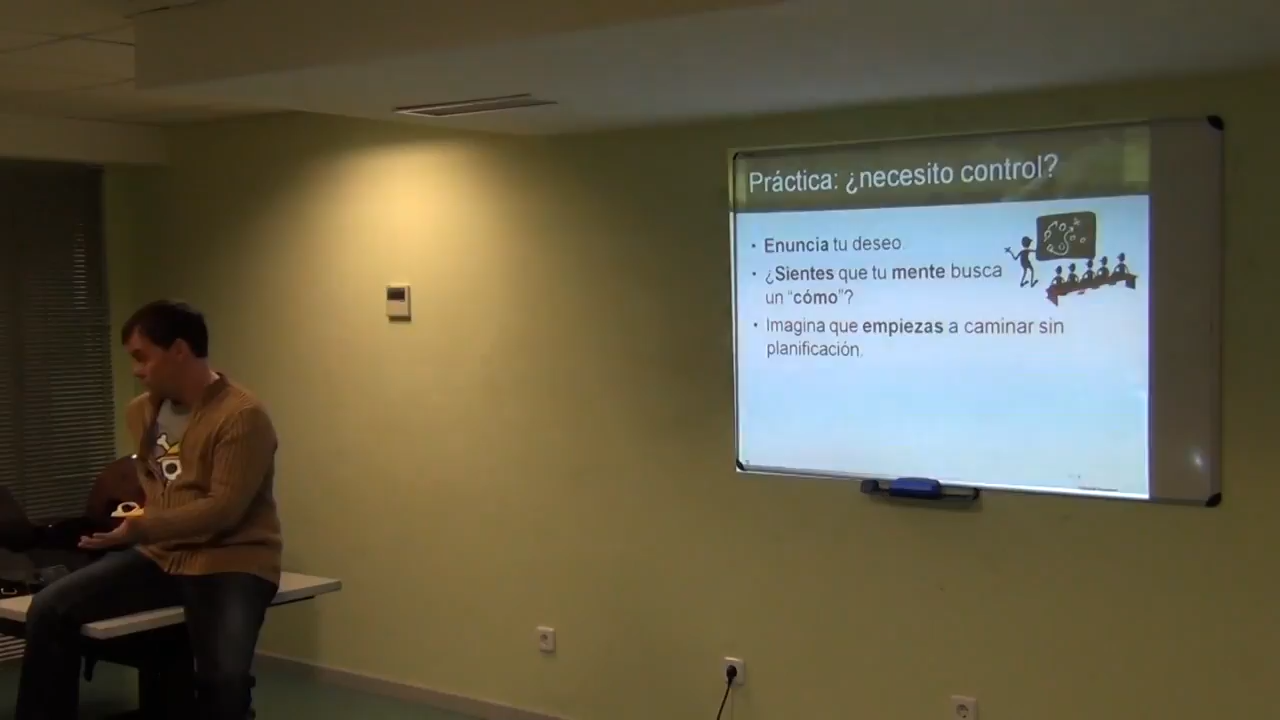 Práctica: ¿necesito control?
• Enuncia tu deseo.
• ¿Sientes que tu mente busca
un “cómo”?
• Imagina que empiezas a caminar sin
planificación.